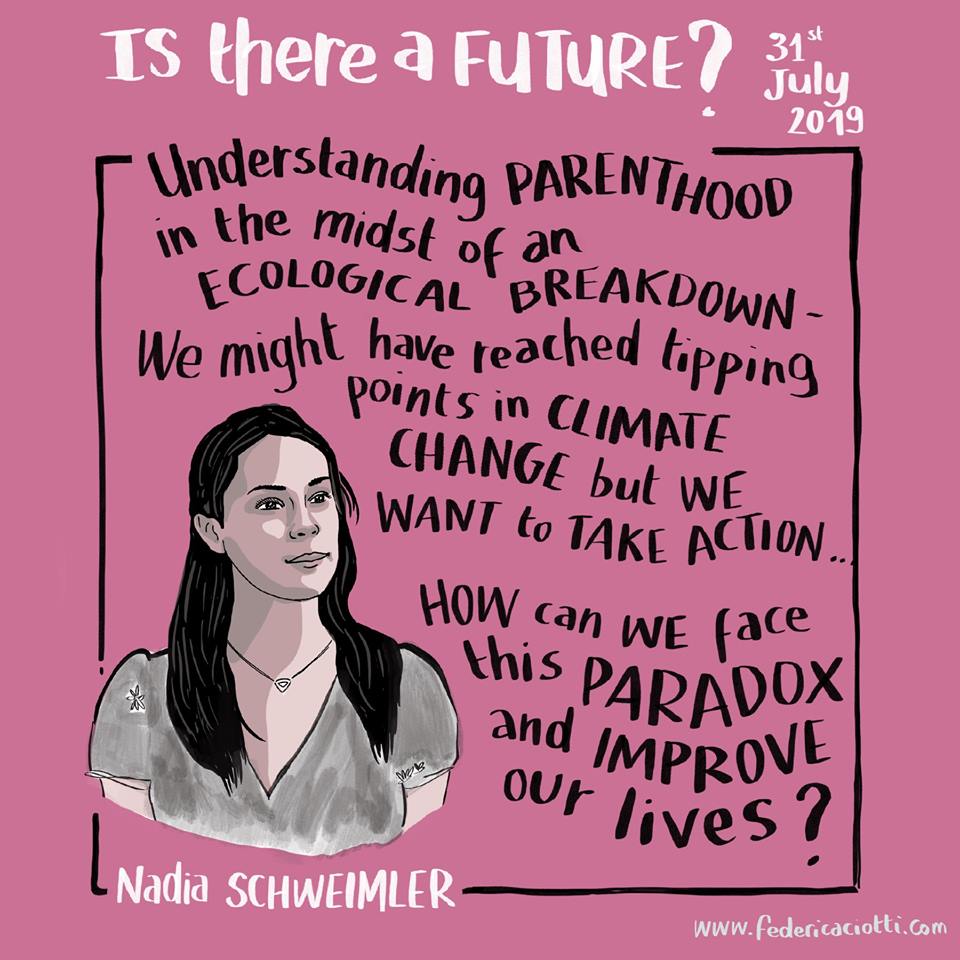 Is there a FUTURE?
31st
July
2019
Understanding PARENTHOOD
in the midst of an
ECOLOGICAL BREAKDOWN-
We might have reached tipping
points in CLIMATE
CHANGE but WE
WANT to TAKE ACTION...
HOW can WE face
this PARADOX
and IMPROVE
our lives?
Nadia SCHWEIMLER
www.federicaciotti.com